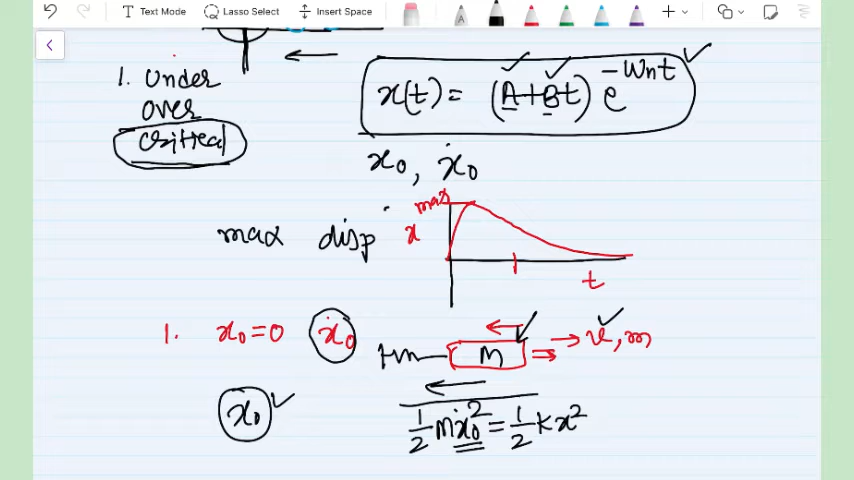 Text Mode Lasso Select Insert Space
1. Under
over
critical
x(t) = (A+Bt) e^{-Wnt}
x0, ẋ0
max disp
max
x
t
1. x0=0 ẋ0
M
v, m
ẋ0
1/2 mẋ0² = 1/2 kx²